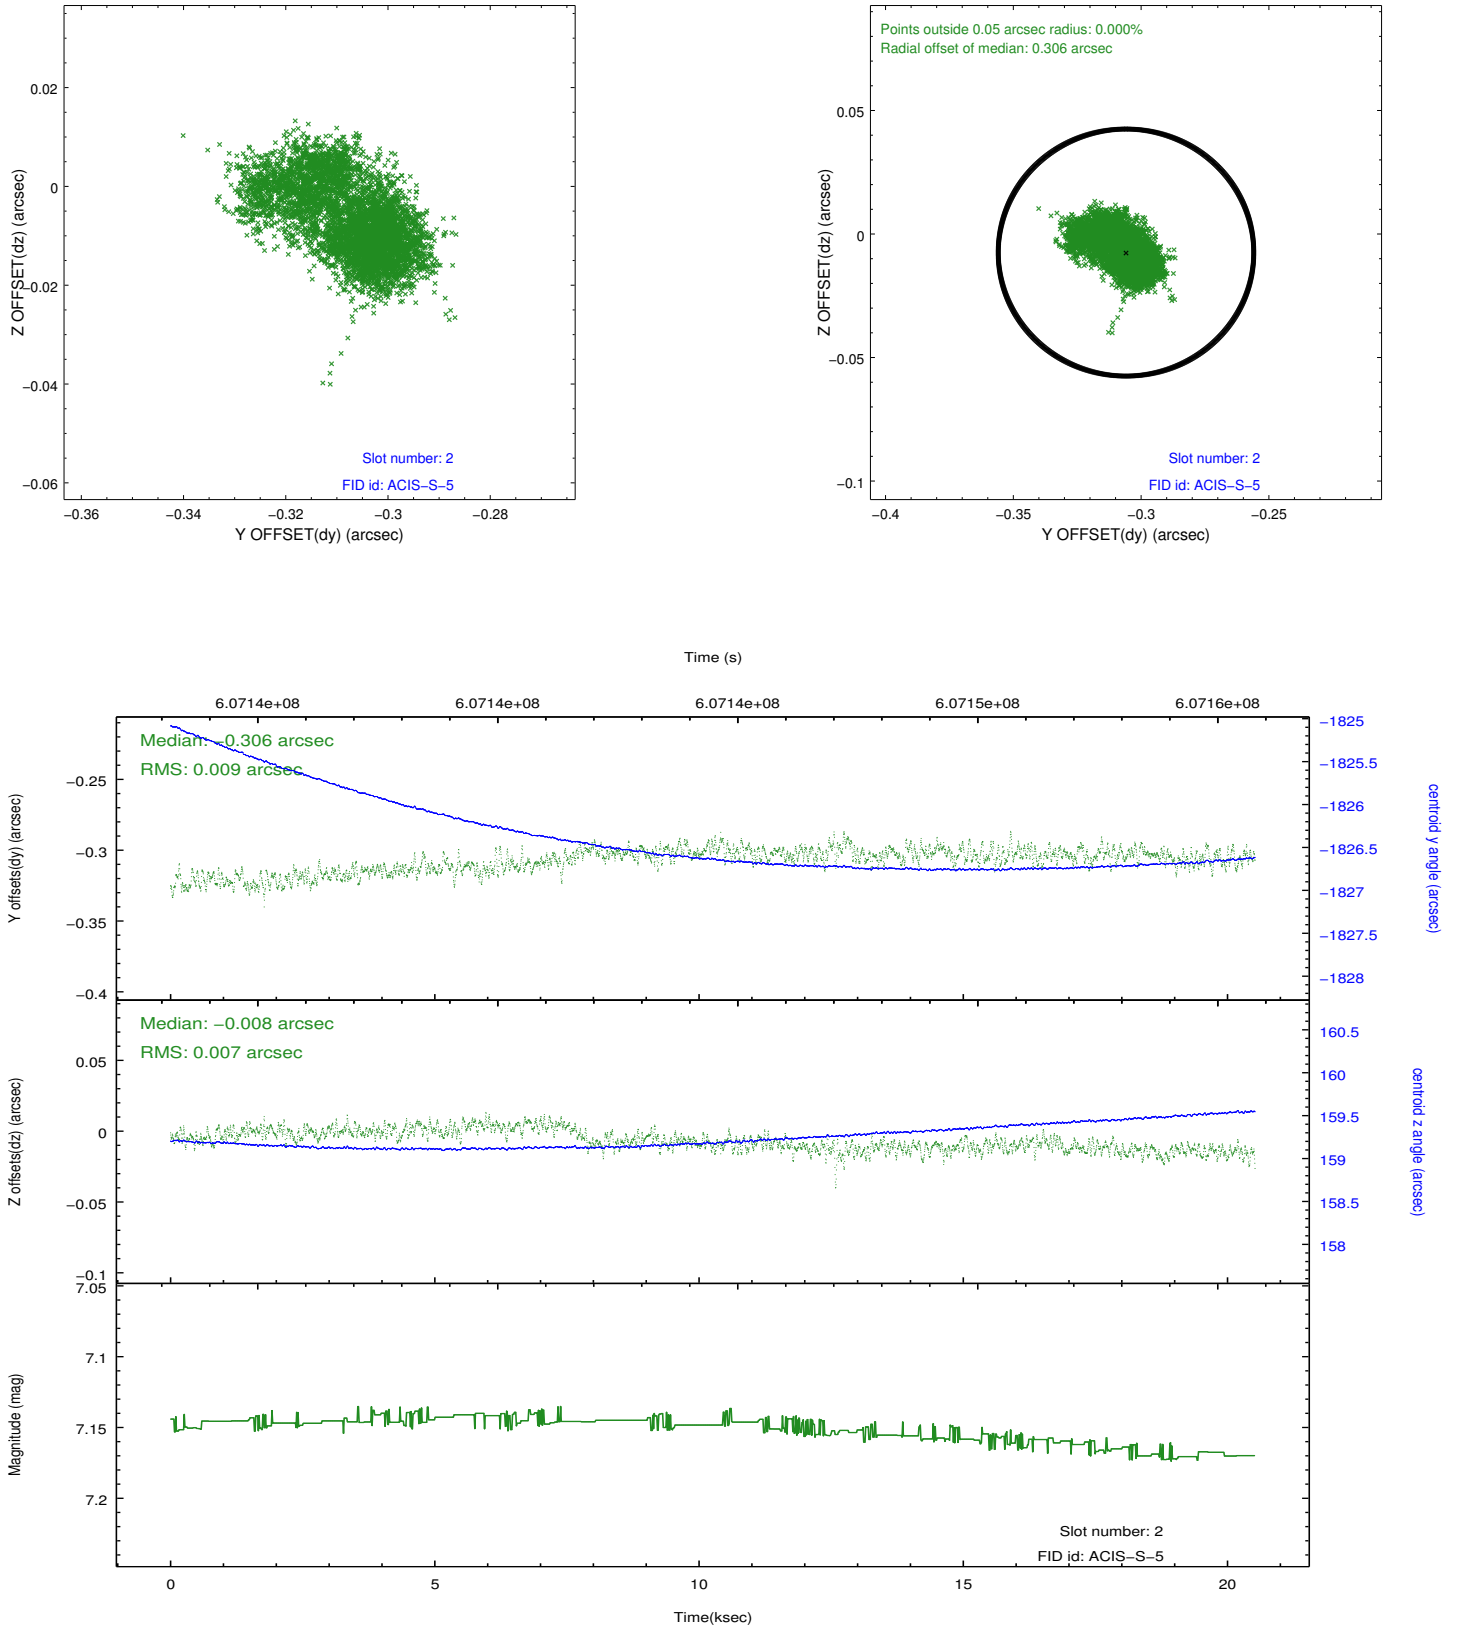 0.02
0
−0.02
−0.04
−0.06
Z OFFSET(dz) (arcsec)
Slot number: 2
FID id: ACIS−S−5
−0.36
−0.34
−0.32
−0.3
−0.28
Y OFFSET(dy) (arcsec)
Points outside 0.05 arcsec radius: 0.000%
Radial offset of median: 0.306 arcsec
0.05
0
−0.05
−0.1
Z OFFSET(dz) (arcsec)
Slot number: 2
FID id: ACIS−S−5
−0.4
−0.35
−0.3
−0.25
Y OFFSET(dy) (arcsec)
Time (s)
6.0714e+08
6.0714e+08
6.0714e+08
6.0715e+08
6.0716e+08
Median: −0.306 arcsec
RMS: 0.009 arcsec
−0.25
−0.3
−0.35
−0.4
Y offsets(dy) (arcsec)
−1825
−1825.5
−1826
−1826.5
−1827
−1827.5
−1828
centroid y angle (arcsec)
Median: −0.008 arcsec
RMS: 0.007 arcsec
0.05
0
−0.05
−0.1
Z offsets(dz) (arcsec)
160.5
160
159.5
159
158.5
158
centroid z angle (arcsec)
7.05
7.1
7.15
7.2
Magnitude (mag)
Slot number: 2
FID id: ACIS−S−5
0
5
10
15
20
Time(ksec)